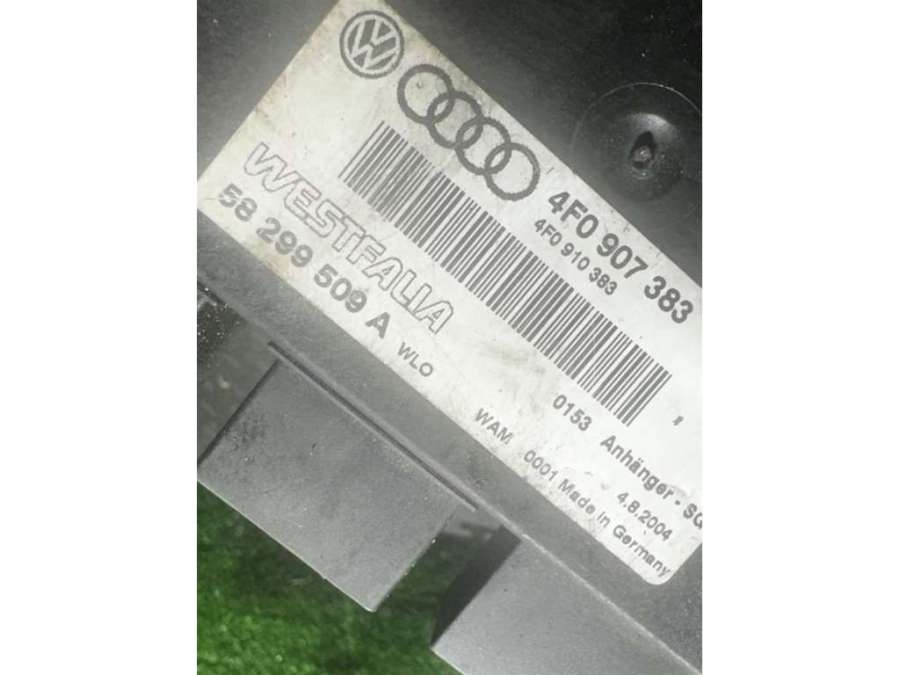 4F0 907 383
4F0 910 383
WESTFALIA
58 299 509 A
WLO
0153 Anhänger - SG
WAM 4.8.2004
0001 Made in Germany